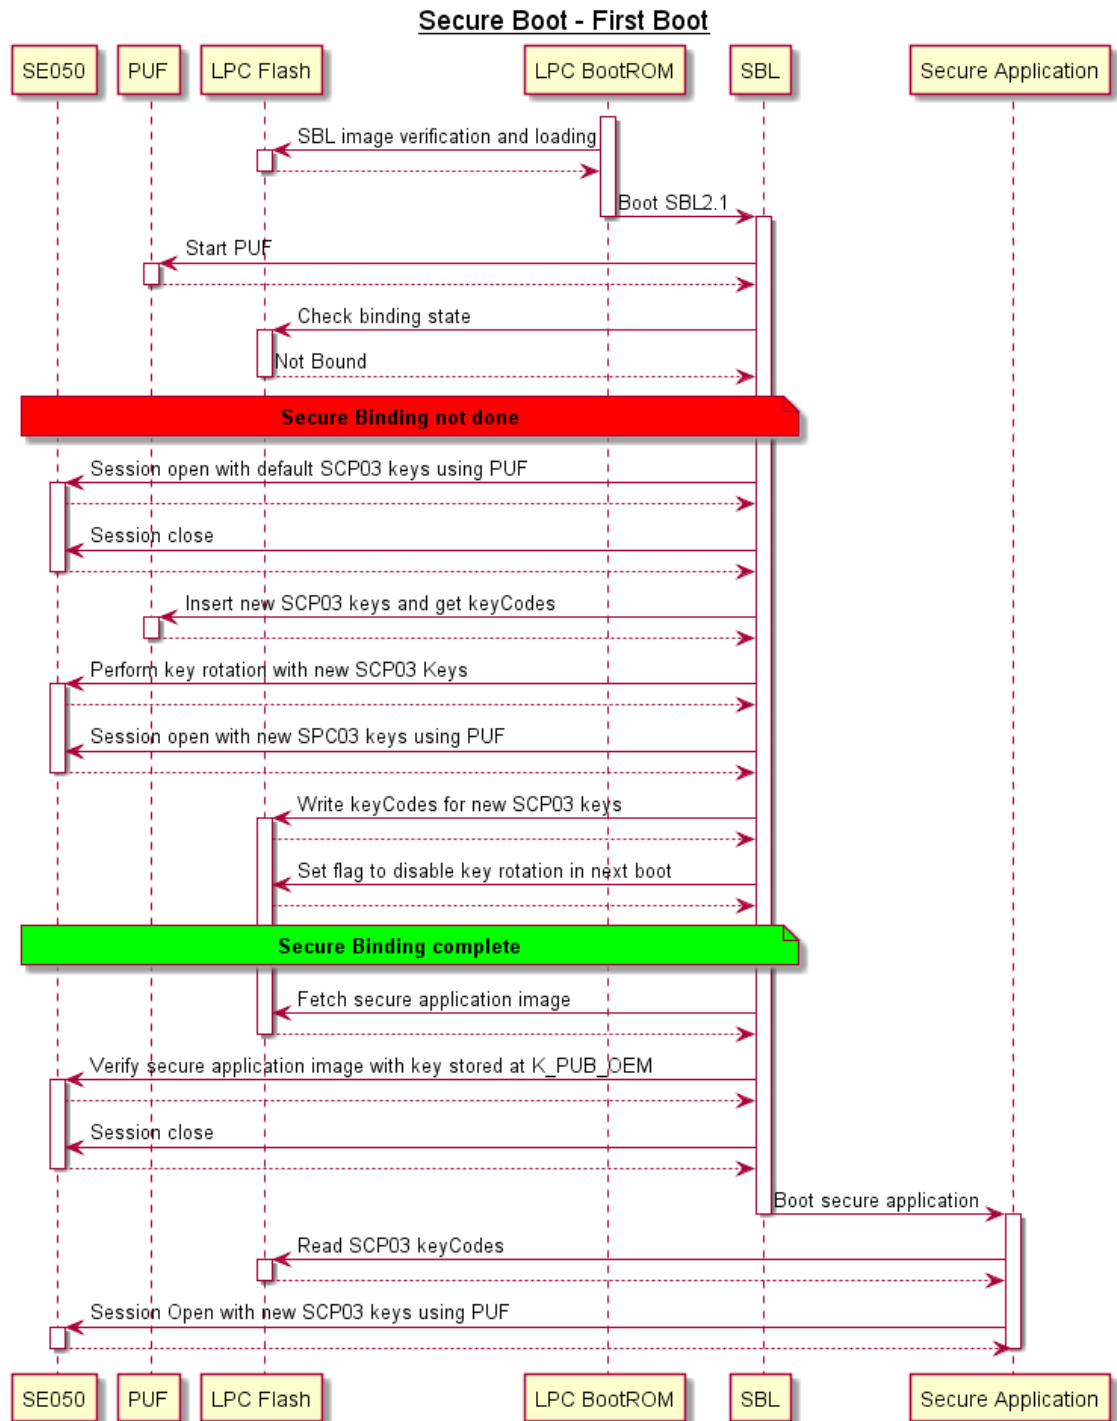 Secure Boot - First Boot
SE050 PUF LPC Flash LPC BootROM SBL Secure Application
SBL image verification and loading
Boot SBL2.1
Start PUF
Check binding state
Not Bound
Secure Binding not done
Session open with default SCP03 keys using PUF
Session close
Insert new SCP03 keys and get keyCodes
Perform key rotation with new SCP03 Keys
Session open with new SPC03 keys using PUF
Write keyCodes for new SCP03 keys
Set flag to disable key rotation in next boot
Secure Binding complete
Fetch secure application image
Verify secure application image with key stored at K_PUB_OEM
Session close
Boot secure application
Read SCP03 keyCodes
Session Open with new SCP03 keys using PUF
SE050 PUF LPC Flash LPC BootROM SBL Secure Application